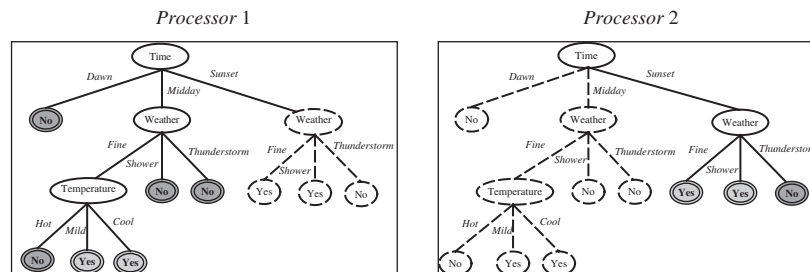 Processor 1
Time
Dawn
Sunset
Midday
No
Weather
Weather
Fine
Thunderstorm
Shower
Fine
Thunderstorm
Shower
Temperature
No
No
Yes
Yes
No
Hot
Mild
Cool
No
Yes
Yes
Processor 2
Time
Dawn
Sunset
Midday
No
Weather
Weather
Fine
Thunderstorm
Shower
Fine
Thunderstorm
Shower
Temperature
No
No
Yes
Yes
No
Hot
Mild
Cool
No
Yes
Yes